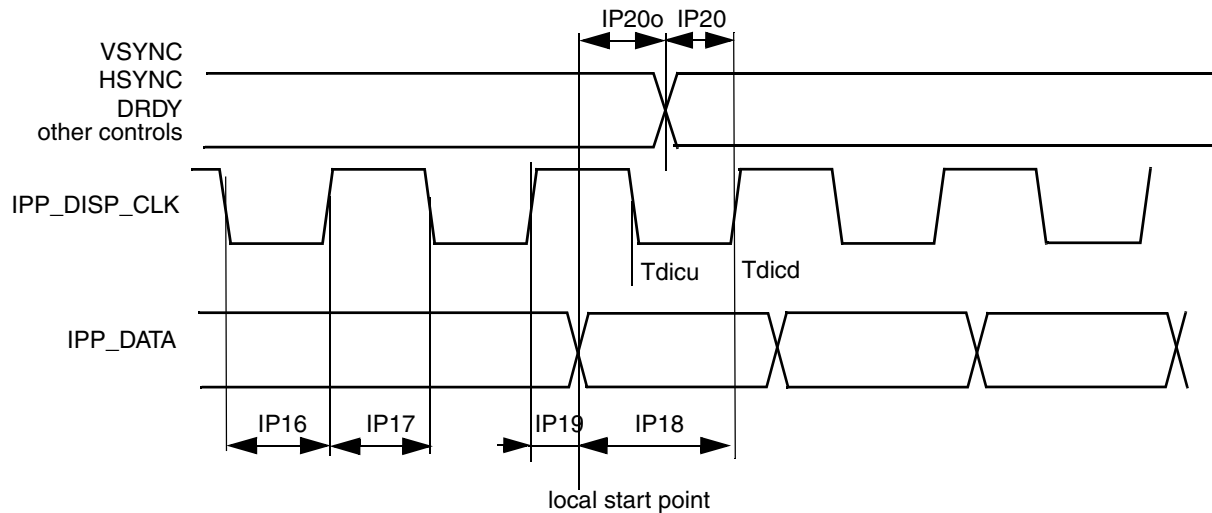 IP20o IP20
VSYNC
HSYNC
DRDY
other controls
IPP_DISP_CLK
Tdicu Tdicd
IPP_DATA
IP16 IP17 IP19 IP18
local start point